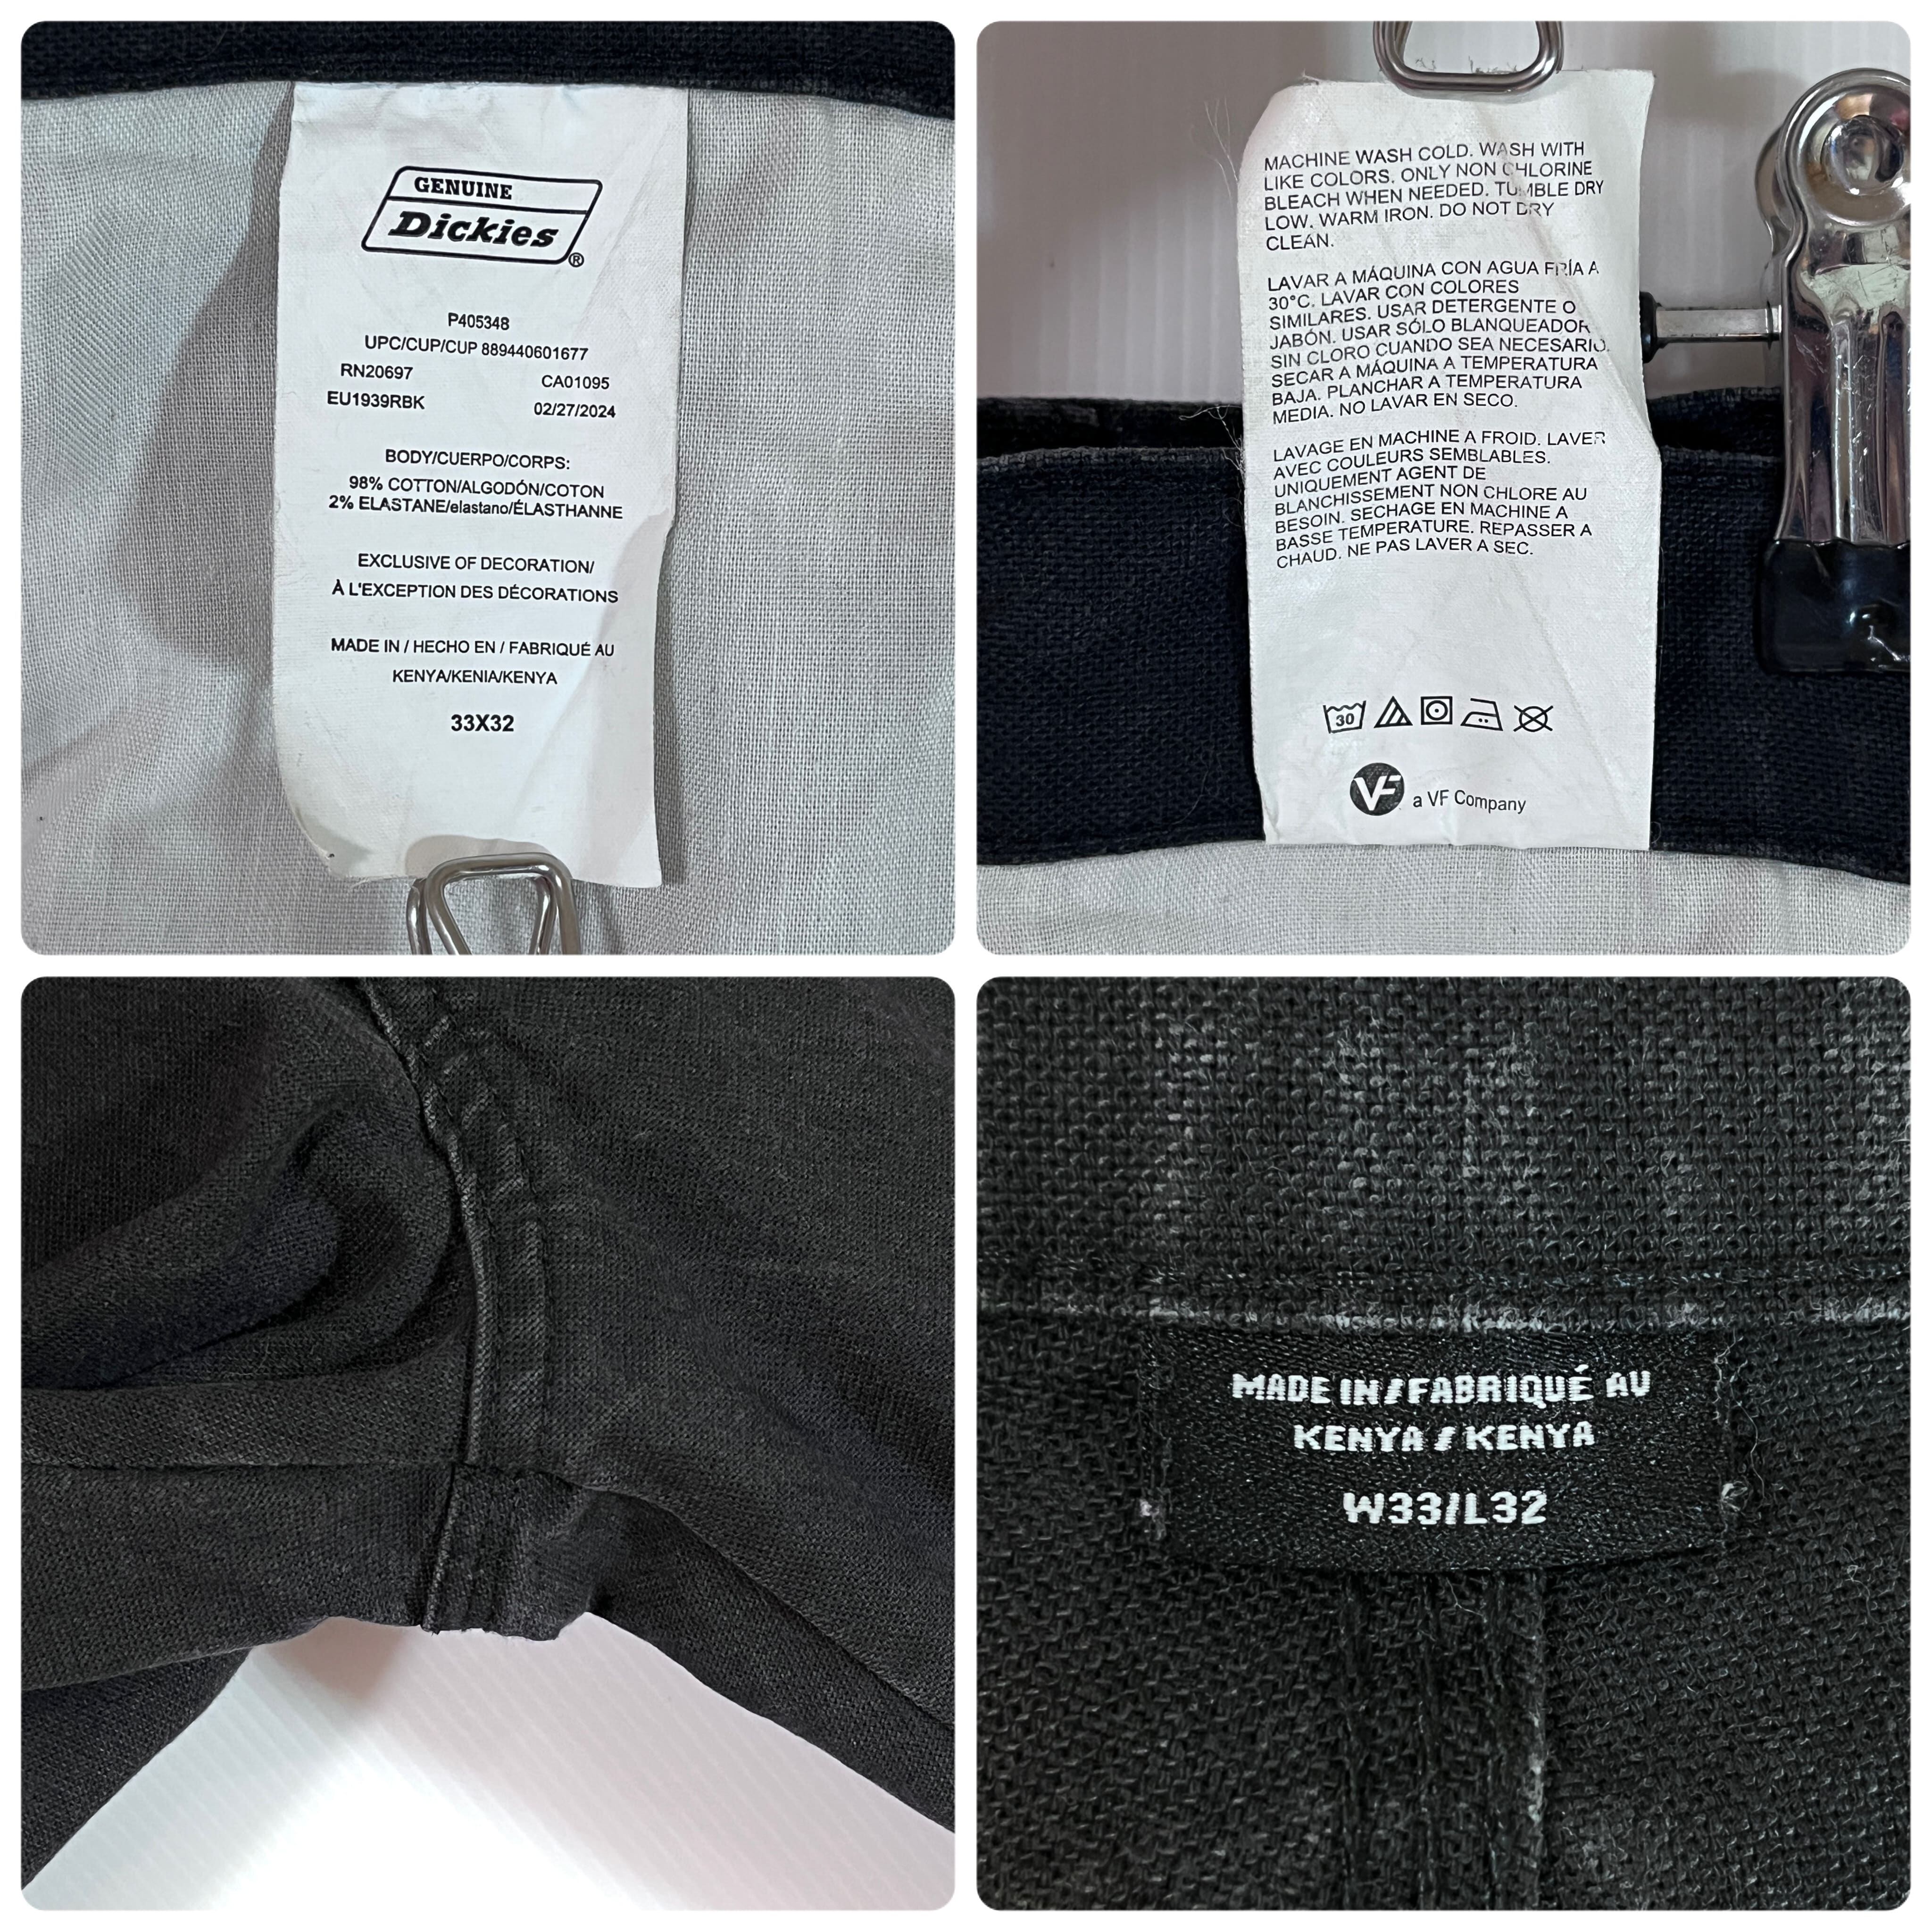 GENUINE
Dickies
®
P405348
UPC/CUP/CUP 889440601677
RN20697 CA01095
EU1939RBK 02/27/2024
BODY/CUERPO/CORPS:
98% COTTON/ALGODÓN/COTON
2% ELASTANE/elastano/ÉLASTHANNE
EXCLUSIVE OF DECORATION/
À L'EXCEPTION DES DÉCORATIONS
MADE IN / HECHO EN / FABRIQUÉ AU
KENYA/KENIA/KENYA
33X32
MACHINE WASH COLD. WASH WITH
LIKE COLORS. ONLY NON CHLORINE
BLEACH WHEN NEEDED. TUMBLE DRY
LOW. WARM IRON. DO NOT DRY
CLEAN.
LAVAR A MÁQUINA CON AGUA FRÍA A
30°C. LAVAR CON COLORES
SIMILARES. USAR DETERGENTE O
JABÓN. USAR SÓLO BLANQUEADOR
SIN CLORO CUANDO SEA NECESARIO.
SECAR A MÁQUINA A TEMPERATURA
BAJA. PLANCHAR A TEMPERATURA
MEDIA. NO LAVAR EN SECO.
LAVAGE EN MACHINE A FROID. LAVER
AVEC COULEURS SEMBLABLES.
UNIQUEMENT AGENT DE
BLANCHISSEMENT NON CHLORE AU
BESOIN. SECHAGE EN MACHINE A
BASSE TEMPERATURE. REPASSER A
CHAUD. NE PAS LAVER A SEC.
30
VF a VF Company
MADE IN/FABRIQUÉ AU
KENYA/KENYA
W33/L32